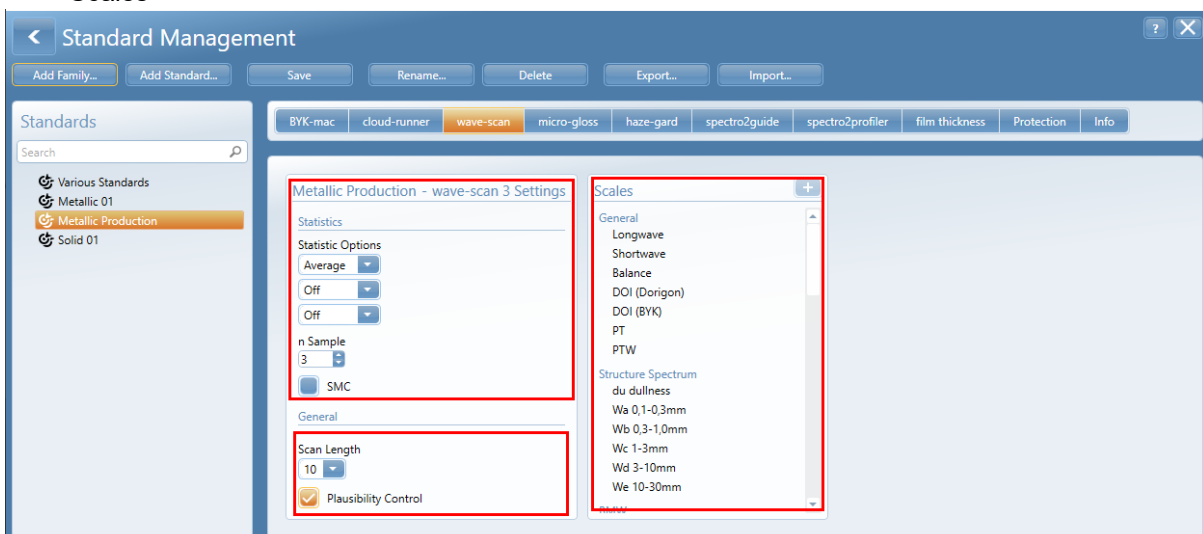 Scales
Standard Management
?
X
Add Family...
Add Standard...
Save
Rename...
Delete
Export...
Import...
Standards
Search
Various Standards
Metallic 01
Metallic Production
Solid 01
BYK-mac
cloud-runner
wave-scan
micro-gloss
haze-gard
spectro2guide
spectro2profiler
film thickness
Protection
Info
Metallic Production - wave-scan 3 Settings
Statistics
Statistic Options
Average
Off
Off
n Sample
3
SMC
General
Scan Length
10
Plausibility Control
Scales
General
Longwave
Shortwave
Balance
DOI (Dorigon)
DOI (BYK)
PT
PTW
Structure Spectrum
du dullness
Wa 0,1-0,3mm
Wb 0,3-1,0mm
Wc 1-3mm
Wd 3-10mm
We 10-30mm